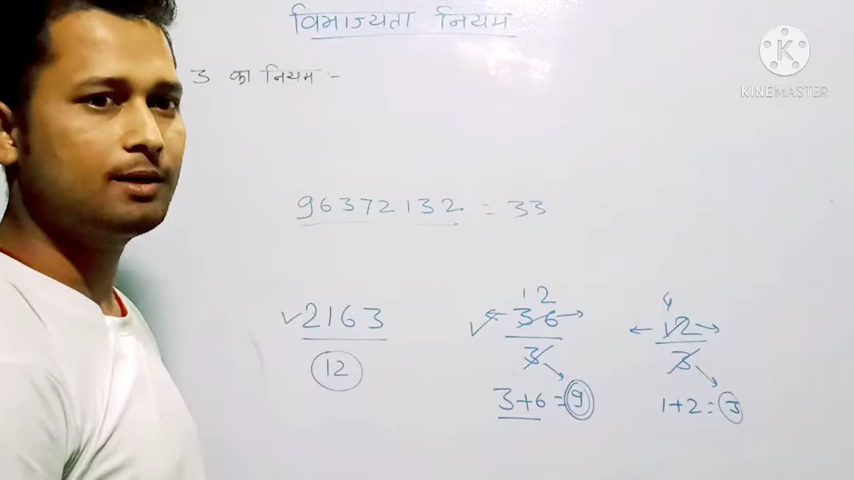 विभाज्यता नियम
3 का नियम :-
K
KINEMASTER
96372132 = 33
✓2163
12
12
✓ ← 36 →
3
3+6 = 9
4
← 12 →
3
1+2 = 3